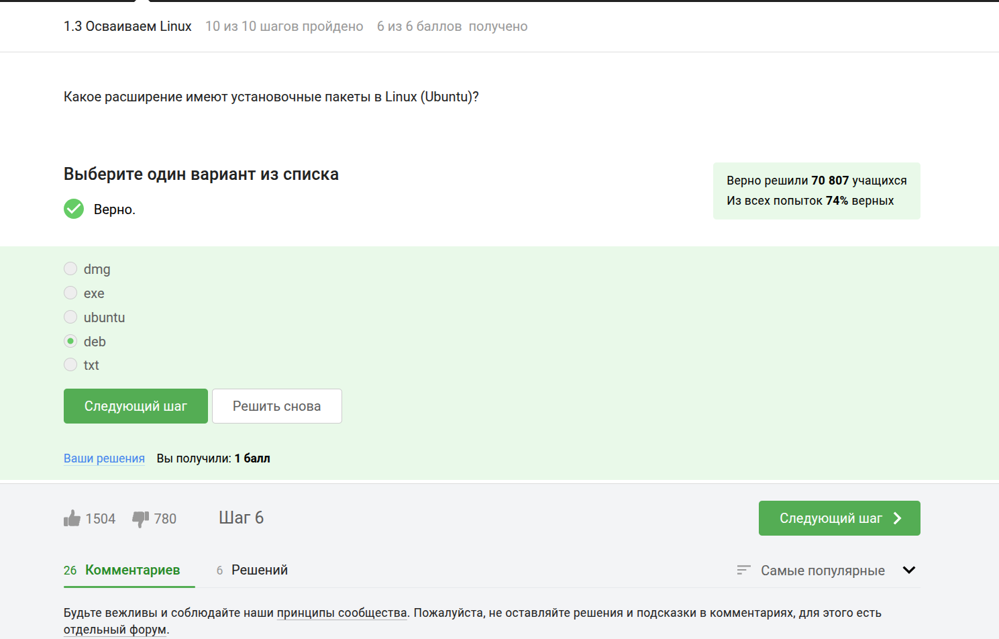 1.3 Осваиваем Linux 10 из 10 шагов пройдено 6 из 6 баллов получено
Какое расширение имеют установочные пакеты в Linux (Ubuntu)?
Выберите один вариант из списка
Верно решили 70 807 учащихся
Из всех попыток 74% верных
Верно.
dmg
exe
ubuntu
deb
txt
Следующий шаг Решить снова
Ваши решения Вы получили: 1 балл
1504 780 Шаг 6 Следующий шаг
26 Комментариев 6 Решений Самые популярные
Будьте вежливы и соблюдайте наши принципы сообщества. Пожалуйста, не оставляйте решения и подсказки в комментариях, для этого есть
отдельный форум.